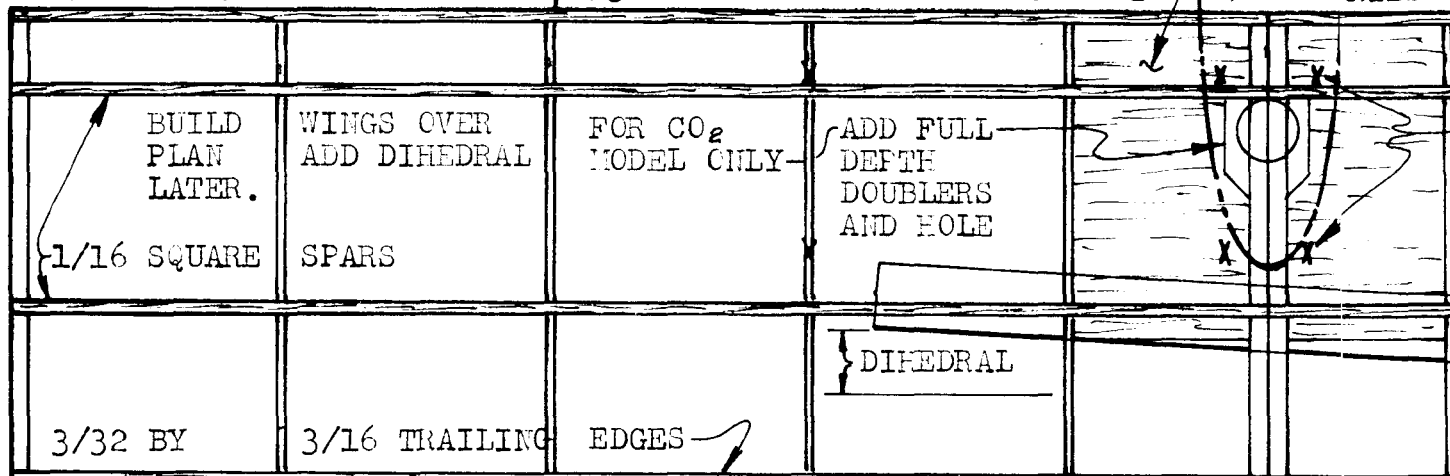 BUILD WINGS OVER
PLAN ADD DIHEDRAL
LATER.
FOR CO2
MODEL ONLY
ADD FULL
DEPTH
DOUBLERS
AND HOLE
1/16 SQUARE SPARS
DIHEDRAL
3/32 BY 3/16 TRAILING EDGES
X X
X X